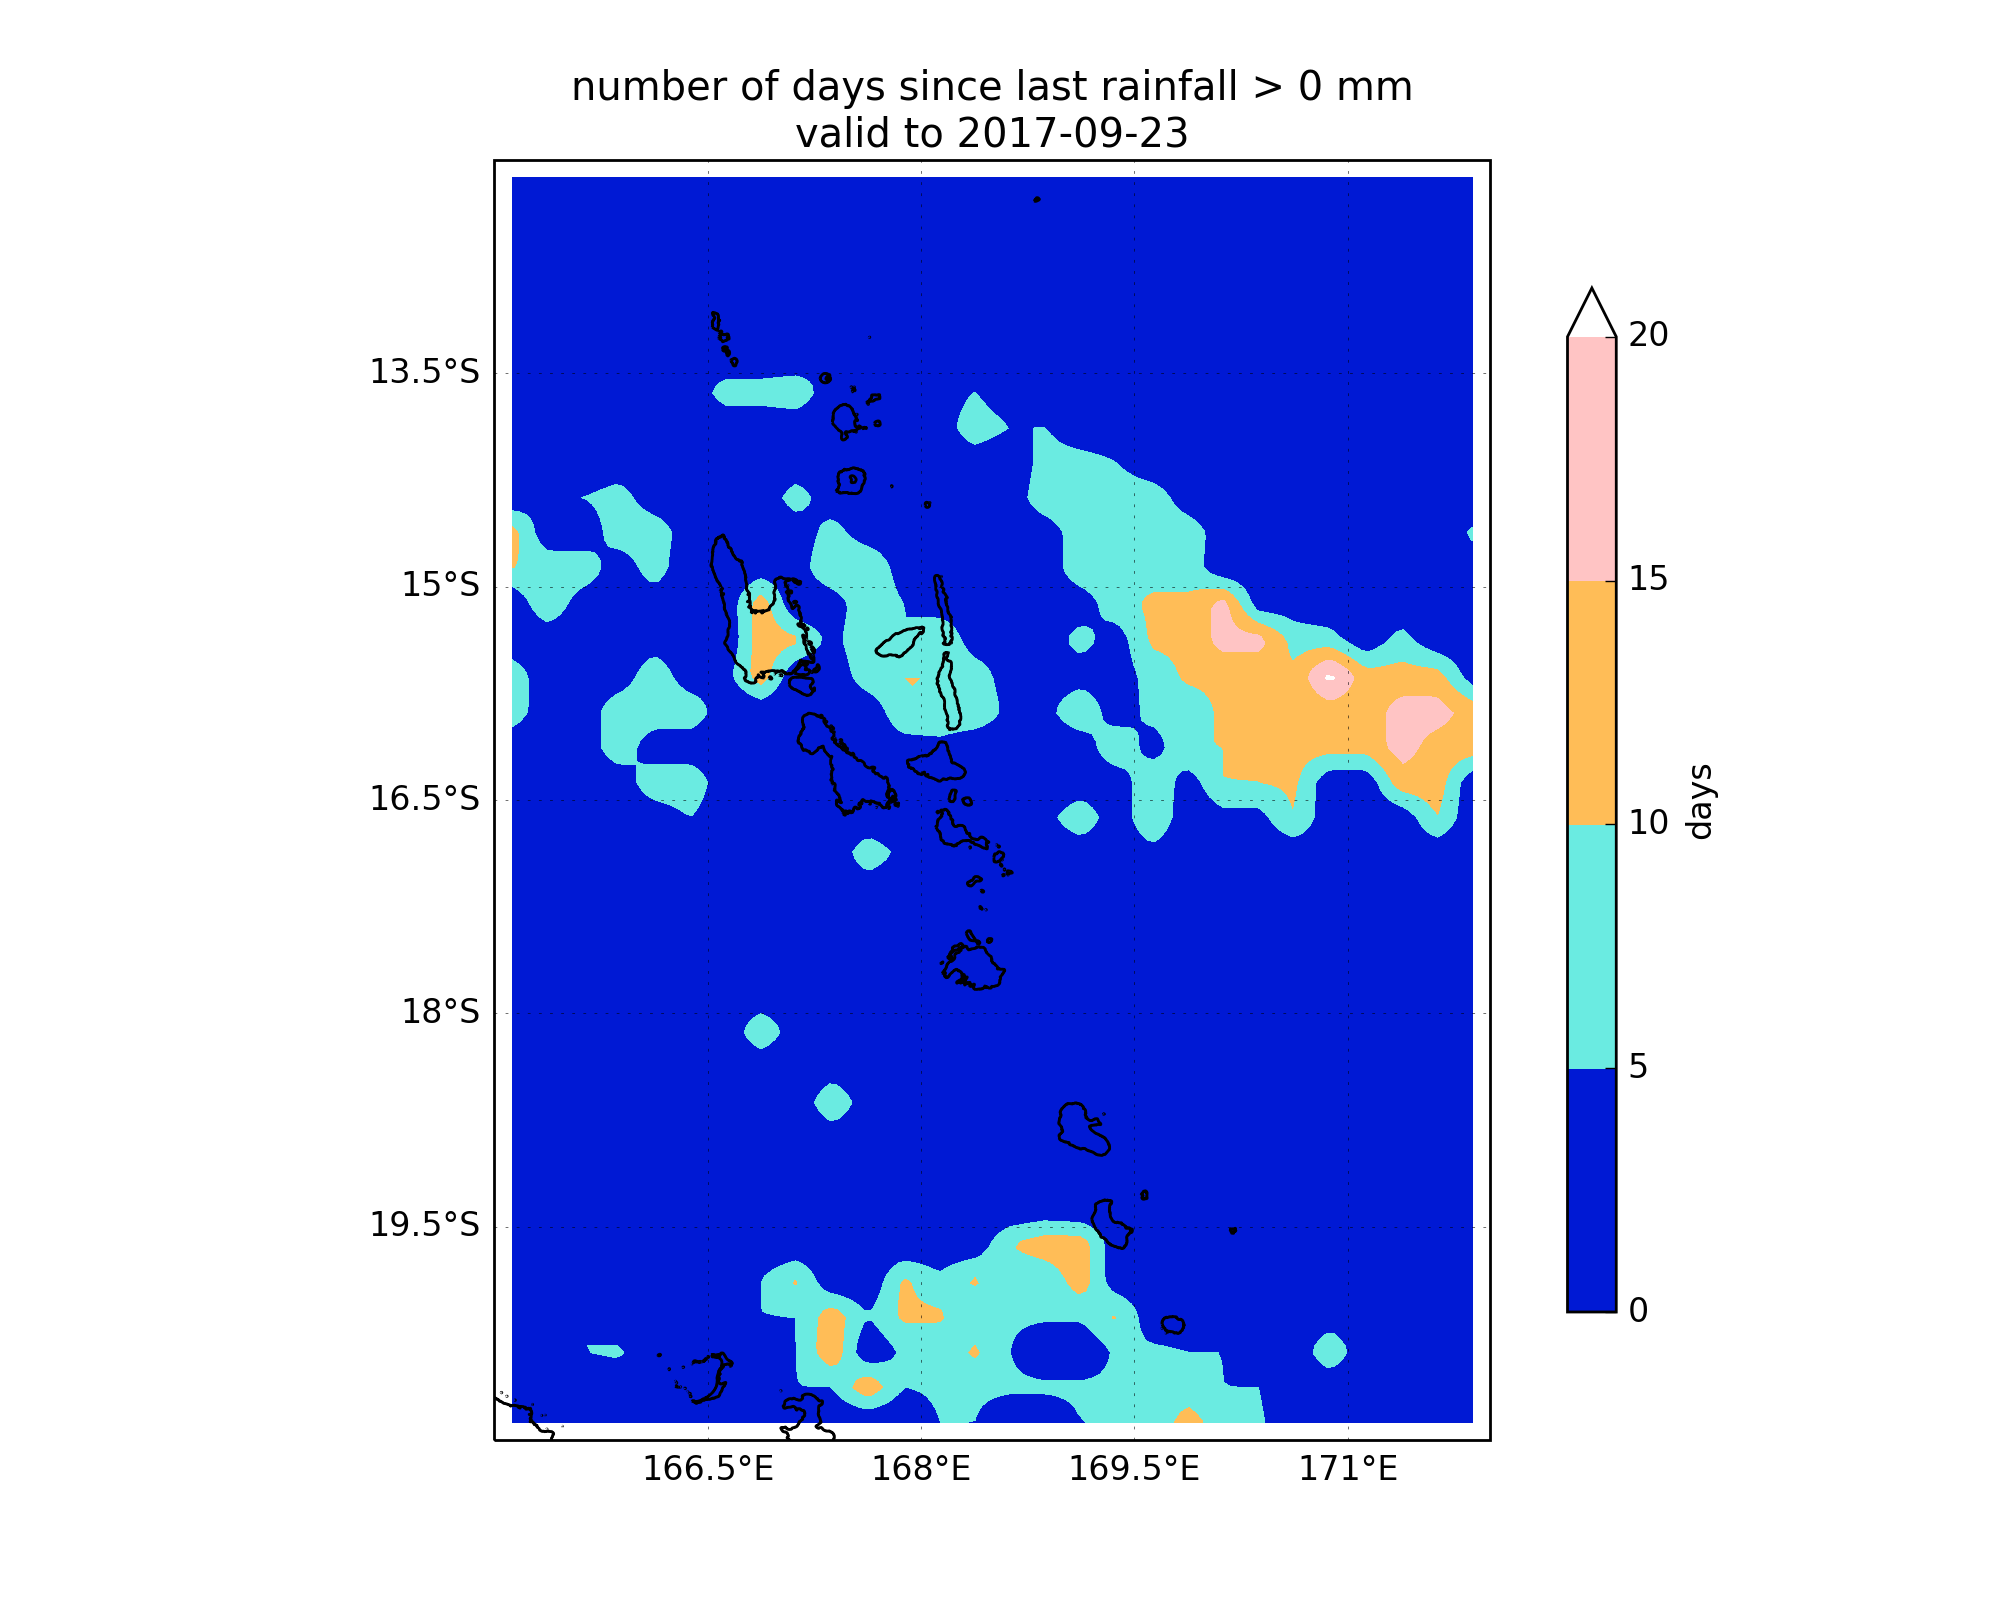 number of days since last rainfall > 0 mm
valid to 2017-09-23
13.5°S
15°S
16.5°S
18°S
19.5°S
166.5°E
168°E
169.5°E
171°E
20
15
10
5
0
days